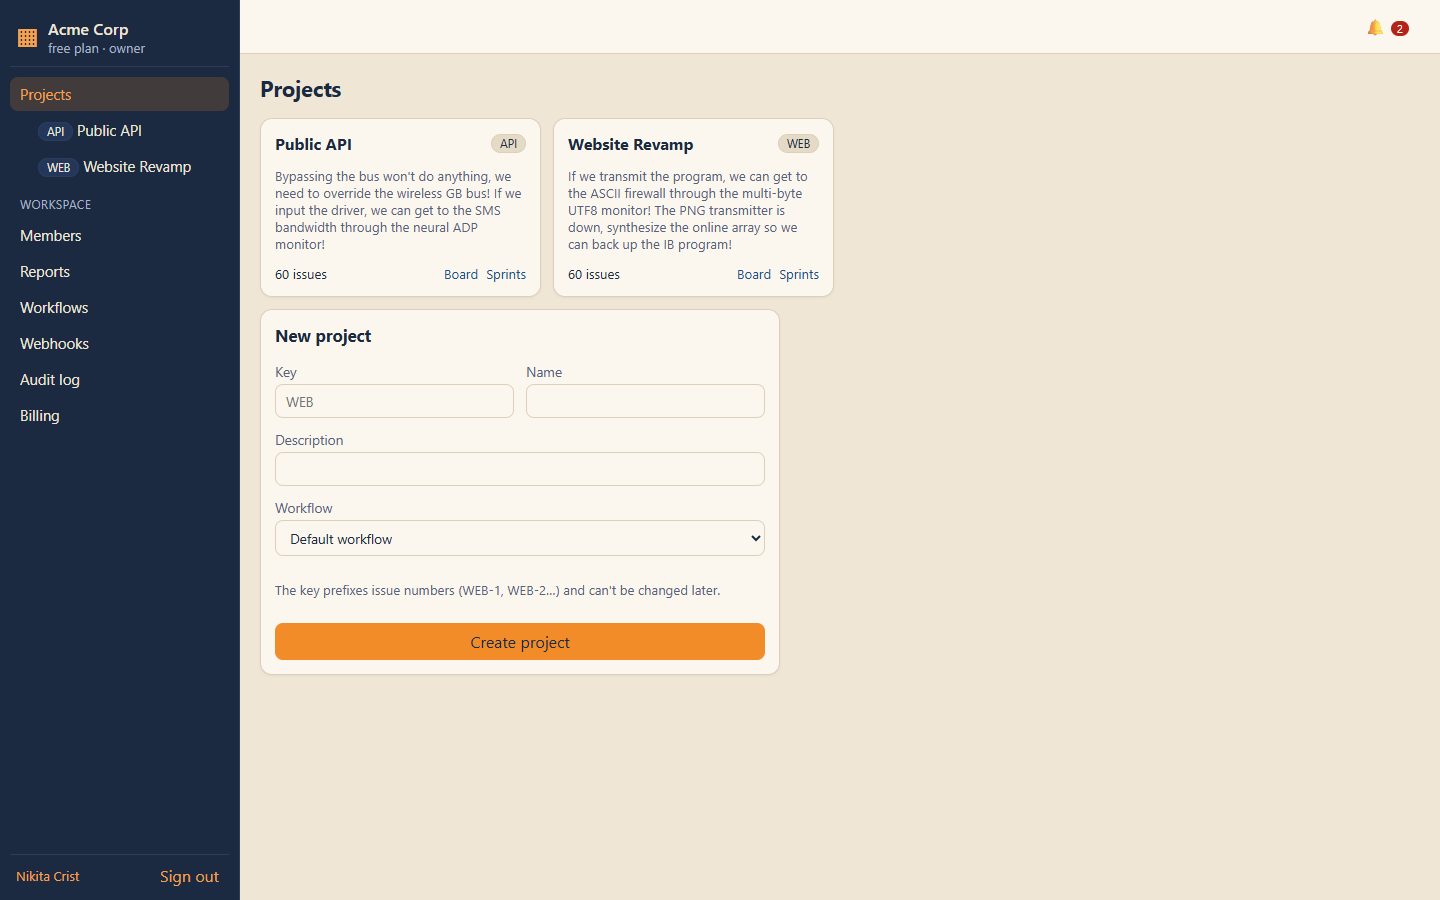 Acme Corp
free plan · owner
Projects
API Public API
WEB Website Revamp
WORKSPACE
Members
Reports
Workflows
Webhooks
Audit log
Billing
Nikita Crist
Sign out
2
Projects
Public API
API
Bypassing the bus won't do anything, we
need to override the wireless GB bus! If we
input the driver, we can get to the SMS
bandwidth through the neural ADP
monitor!
60 issues
Board Sprints
Website Revamp
WEB
If we transmit the program, we can get to
the ASCII firewall through the multi-byte
UTF8 monitor! The PNG transmitter is
down, synthesize the online array so we
can back up the IB program!
60 issues
Board Sprints
New project
Key
WEB
Name
Description
Workflow
Default workflow
The key prefixes issue numbers (WEB-1, WEB-2…) and can't be changed later.
Create project